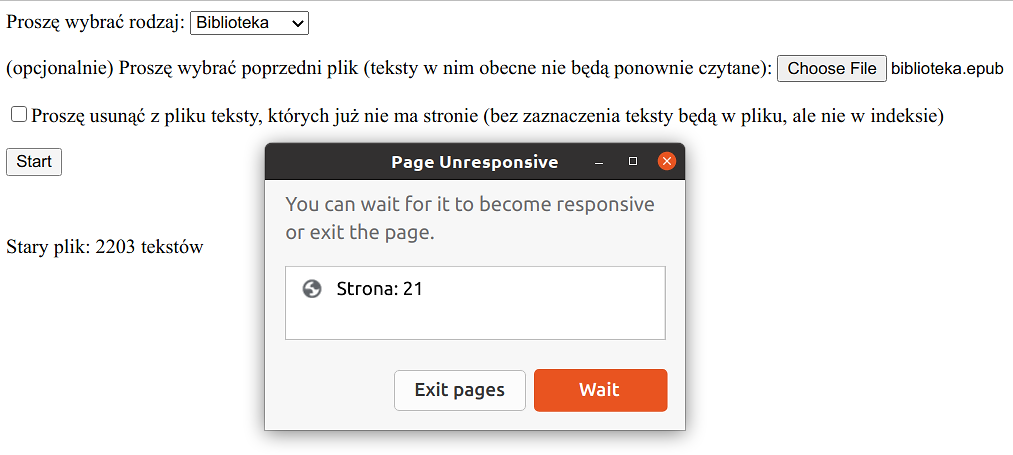 Proszę wybrać rodzaj: Biblioteka
(opcjonalnie) Proszę wybrać poprzedni plik (teksty w nim obecne nie będą ponownie czytane): Choose File biblioteka.epub
Proszę usunąć z pliku teksty, których już nie ma stronie (bez zaznaczenia teksty będą w pliku, ale nie w indeksie)
Start
Stary plik: 2203 tekstów
Page Unresponsive
You can wait for it to become responsive
or exit the page.
Strona: 21
Exit pages Wait